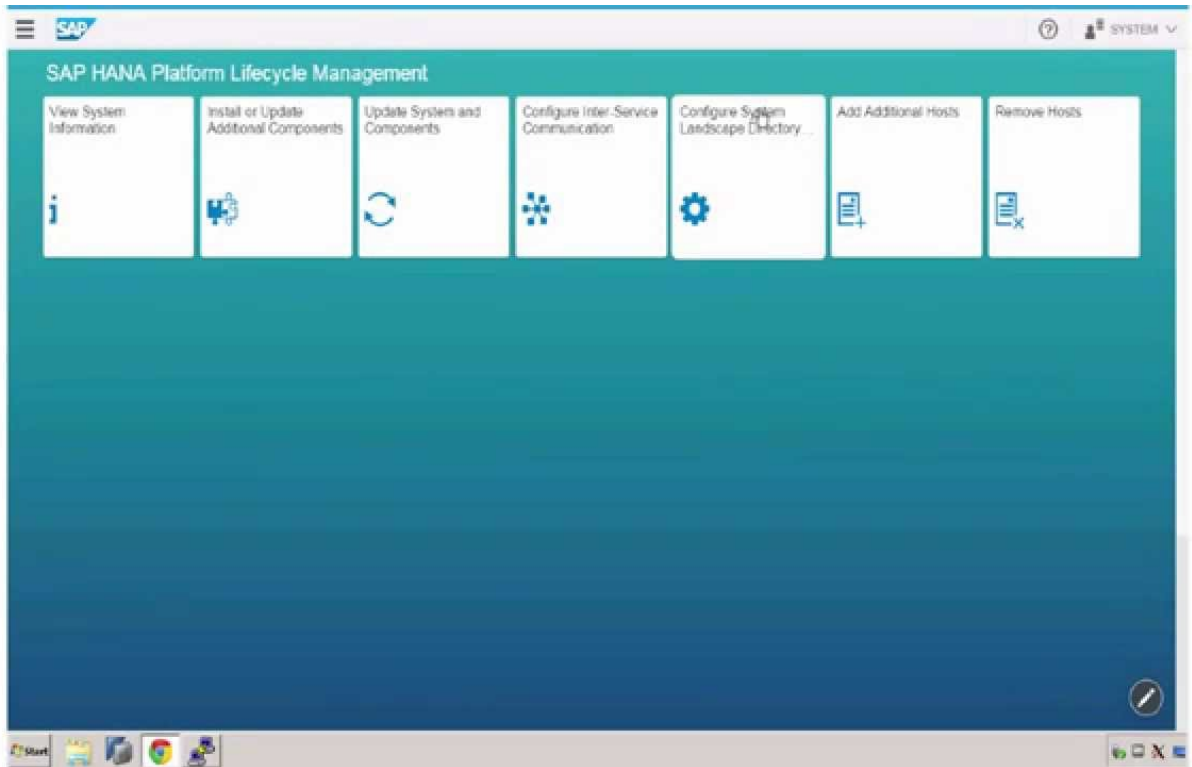 SAP
SYSTEM
SAP HANA Platform Lifecycle Management
View System
Information
Install or Update
Additional Components
Update System and
Components
Configure Inter-Service
Communication
Configure System
Landscape Directory ...
Add Additional Hosts
Remove Hosts
Start